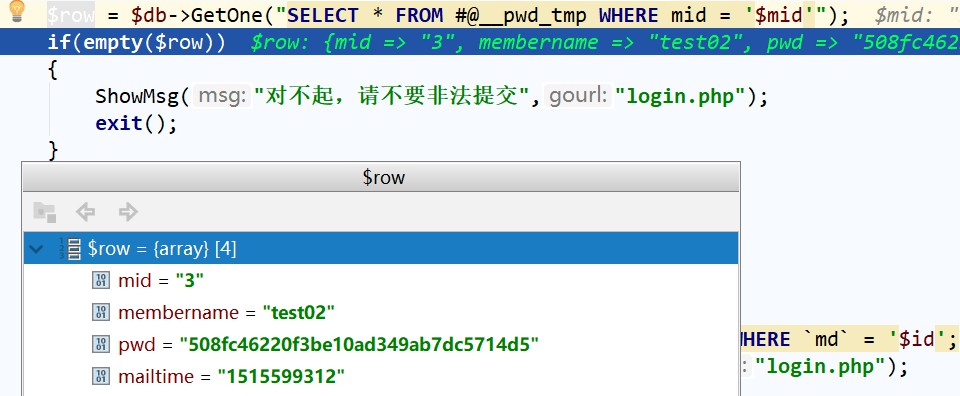 $row = $db->GetOne("SELECT * FROM #@__pwd_tmp WHERE mid = '$mid'"); $mid: "
if(empty($row)) $row: {mid => "3", membername => "test02", pwd => "508fc462
{
ShowMsg( msg: "对不起，请不要非法提交", gourl: "login.php");
exit();
}
$row
$row = {array} [4]
mid = "3"
membername = "test02"
pwd = "508fc46220f3be10ad349ab7dc5714d5"
mailtime = "1515599312"
WHERE `md` = '$id';
: "login.php");